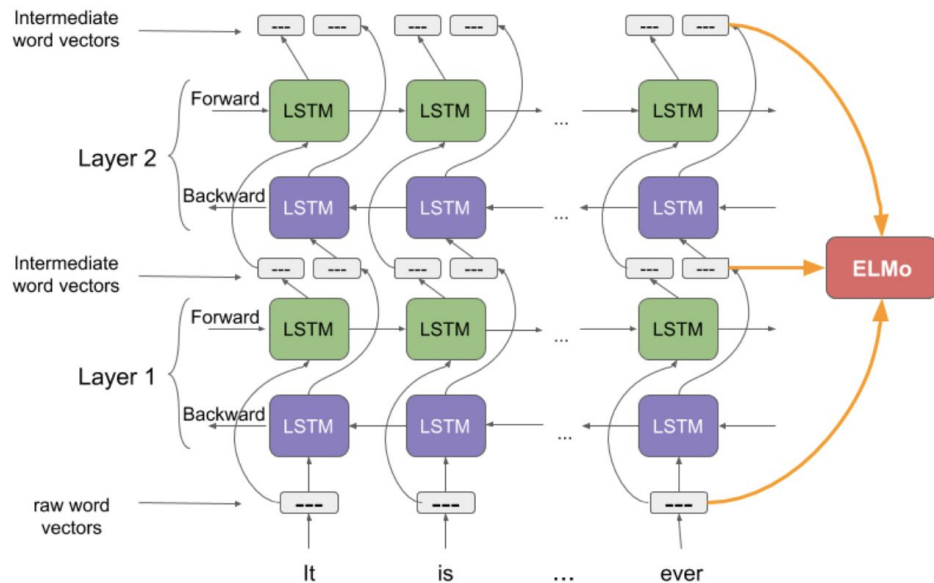 Intermediate
word vectors
--- --- --- --- --- ---
Forward
LSTM LSTM LSTM
...
Layer 2
Backward
LSTM LSTM LSTM
...
Intermediate
word vectors
--- --- --- --- --- ---
ELMo
Forward
LSTM LSTM LSTM
...
Layer 1
Backward
LSTM LSTM LSTM
...
raw word
vectors
--- --- ---
It is ... ever